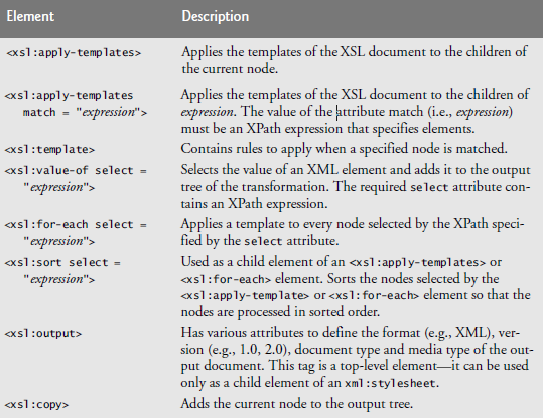 Element Description
<xsl:apply-templates> Applies the templates of the XSL document to the children of
the current node.
<xsl:apply-templates Applies the templates of the XSL document to the children of
match = "expression"> expression. The value of the attribute match (i.e., expression)
must be an XPath expression that specifies elements.
<xsl:template> Contains rules to apply when a specified node is matched.
<xsl:value-of select = Selects the value of an XML element and adds it to the output
"expression"> tree of the transformation. The required select attribute con-
tains an XPath expression.
<xsl:for-each select = Applies a template to every node selected by the XPath speci-
"expression"> fied by the select attribute.
<xsl:sort select = Used as a child element of an <xsl:apply-templates> or
"expression"> <xsl:for-each> element. Sorts the nodes selected by the
<xsl:apply-template> or <xsl:for-each> element so that the
nodes are processed in sorted order.
<xsl:output> Has various attributes to define the format (e.g., XML), ver-
sion (e.g., 1.0, 2.0), document type and media type of the out-
put document. This tag is a top-level element—it can be used
only as a child element of an xml:stylesheet.
<xsl:copy> Adds the current node to the output tree.